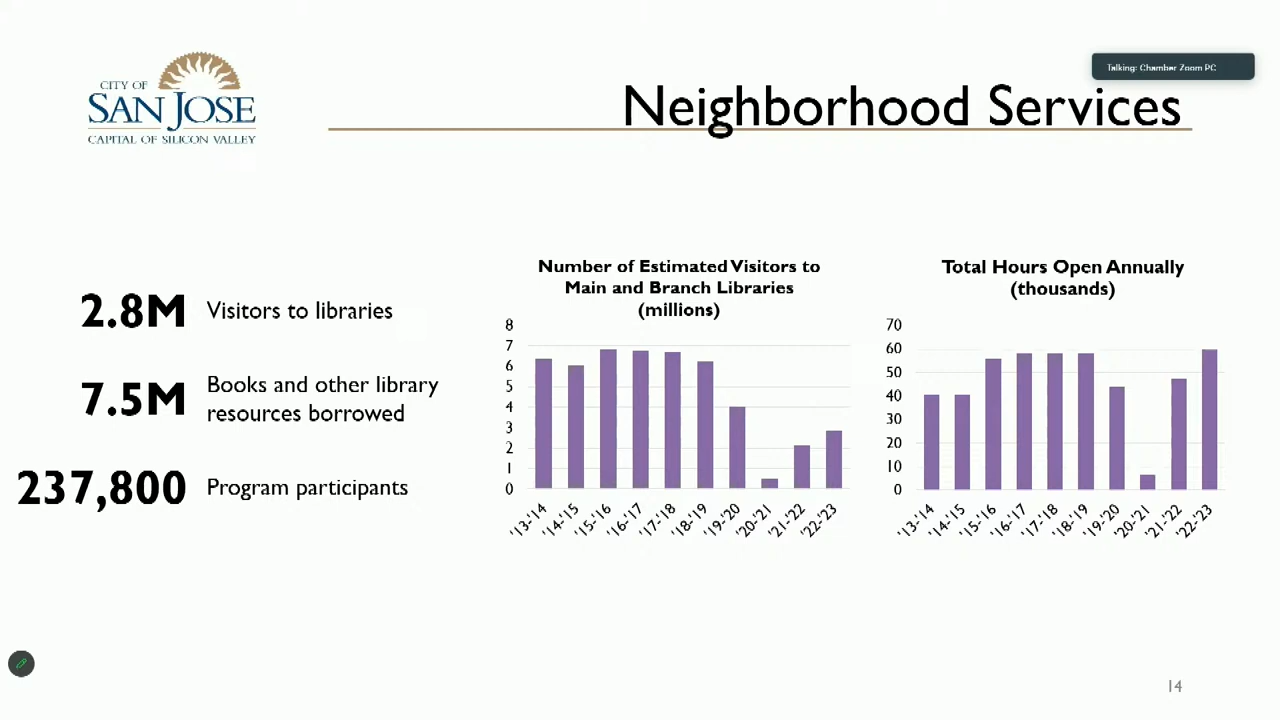 CITY OF
SAN JOSE
CAPITAL OF SILICON VALLEY
Talking: Chamber Zoom PC
Neighborhood Services
2.8M Visitors to libraries
7.5M Books and other library
resources borrowed
237,800 Program participants
Number of Estimated Visitors to
Main and Branch Libraries
(millions)
8
7
6
5
4
3
2
1
0
'13-'14
'14-'15
'15-'16
'16-'17
'17-'18
'18-'19
'19-'20
'20-'21
'21-'22
'22-'23
Total Hours Open Annually
(thousands)
70
60
50
40
30
20
10
0
'13-'14
'14-'15
'15-'16
'16-'17
'17-'18
'18-'19
'19-'20
'20-'21
'21-'22
'22-'23
14